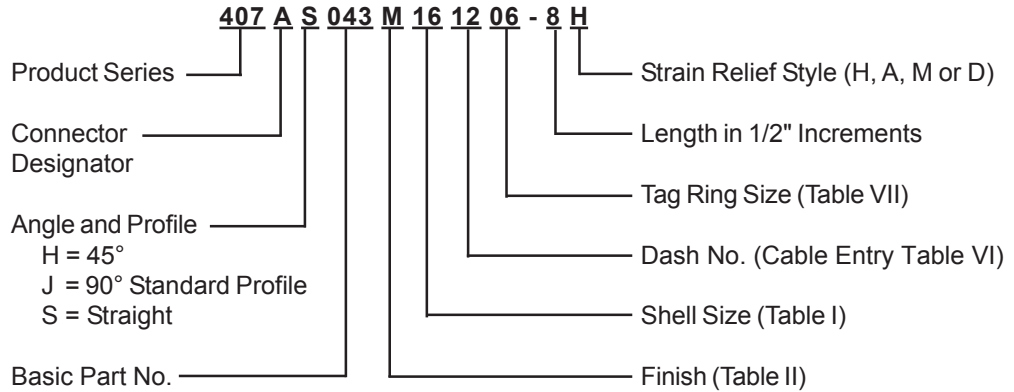 407 A S 043 M 16 12 06 - 8 H
Product Series
Connector
Designator
Angle and Profile
H = 45°
J = 90° Standard Profile
S = Straight
Basic Part No.
Strain Relief Style (H, A, M or D)
Length in 1/2" Increments
Tag Ring Size (Table VII)
Dash No. (Cable Entry Table VI)
Shell Size (Table I)
Finish (Table II)